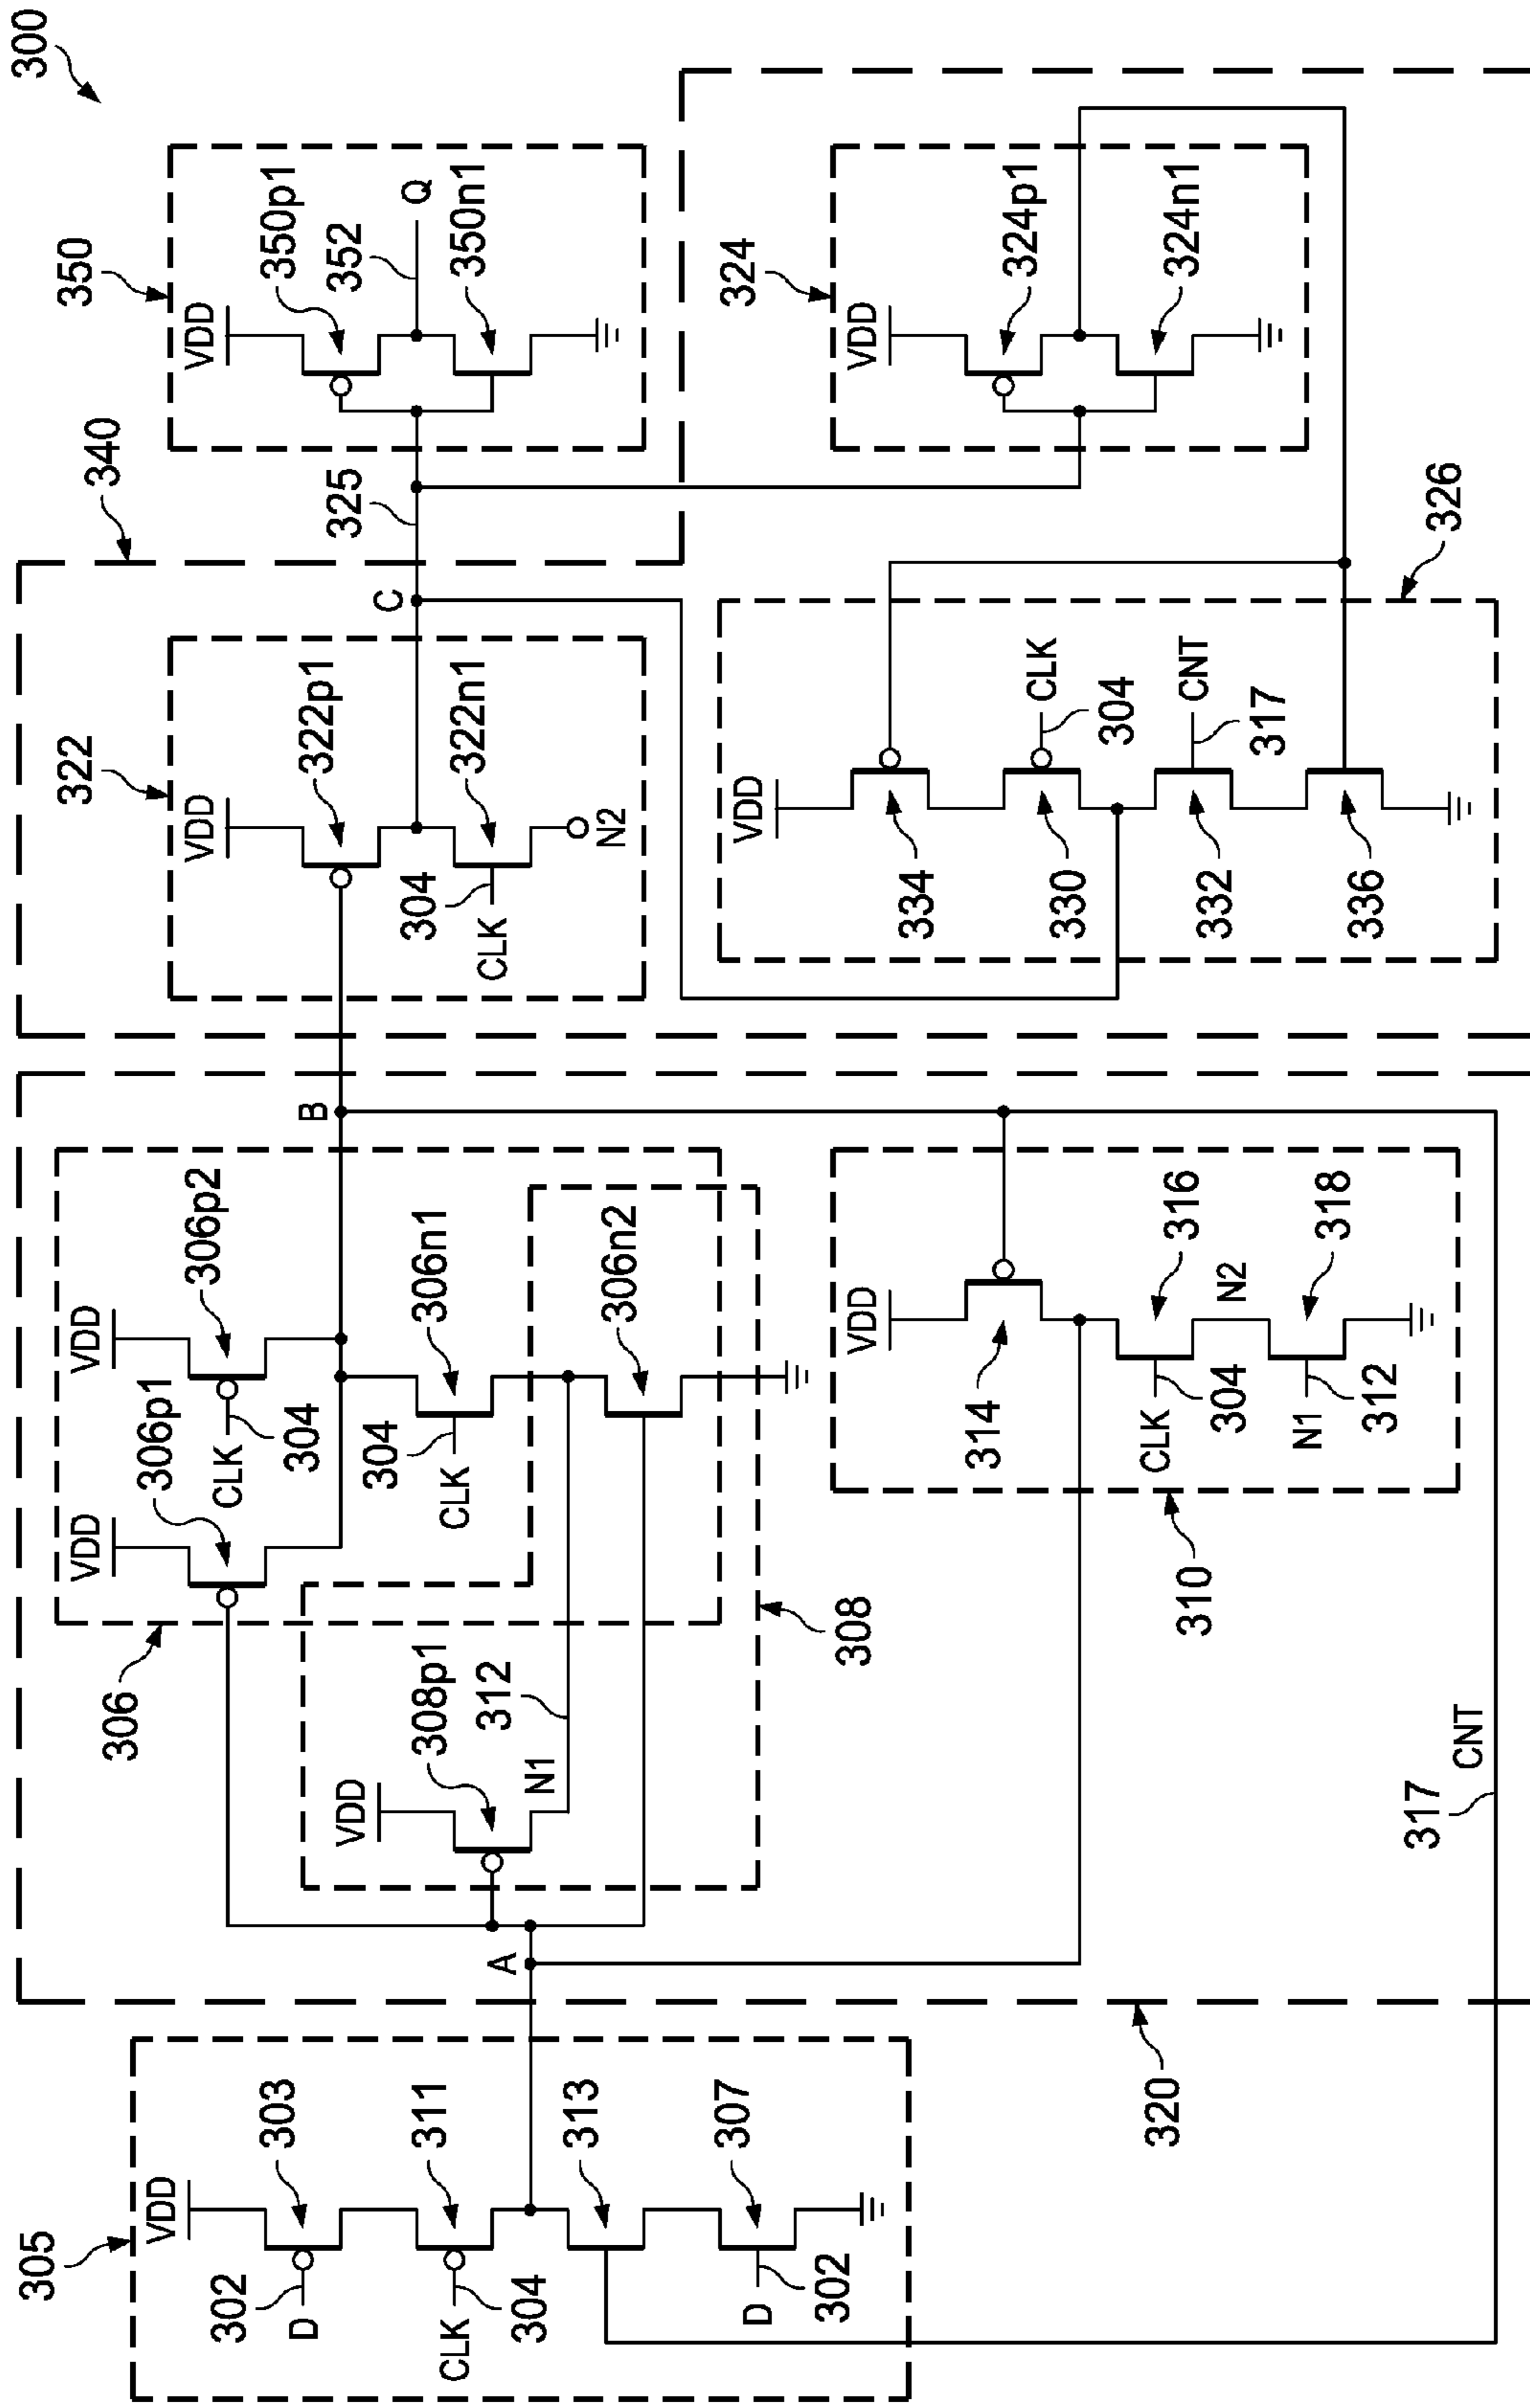 300
305
VDD
303
302
D
311
CLK
304
313
307
D
302
306
VDD
306p1
VDD
306p2
CLK
304
B
306n1
304
CLK
306n2
VDD
308p1
312
N1
308
A
VDD
314
316
CLK
304
N2
318
N1
312
310
320
317
CNT
340
322
VDD
322p1
322n1
304
CLK
N2
C
325
350
VDD
350p1
352
Q
350n1
324
VDD
324p1
324n1
326
VDD
334
330
CLK
304
332
CNT
317
336